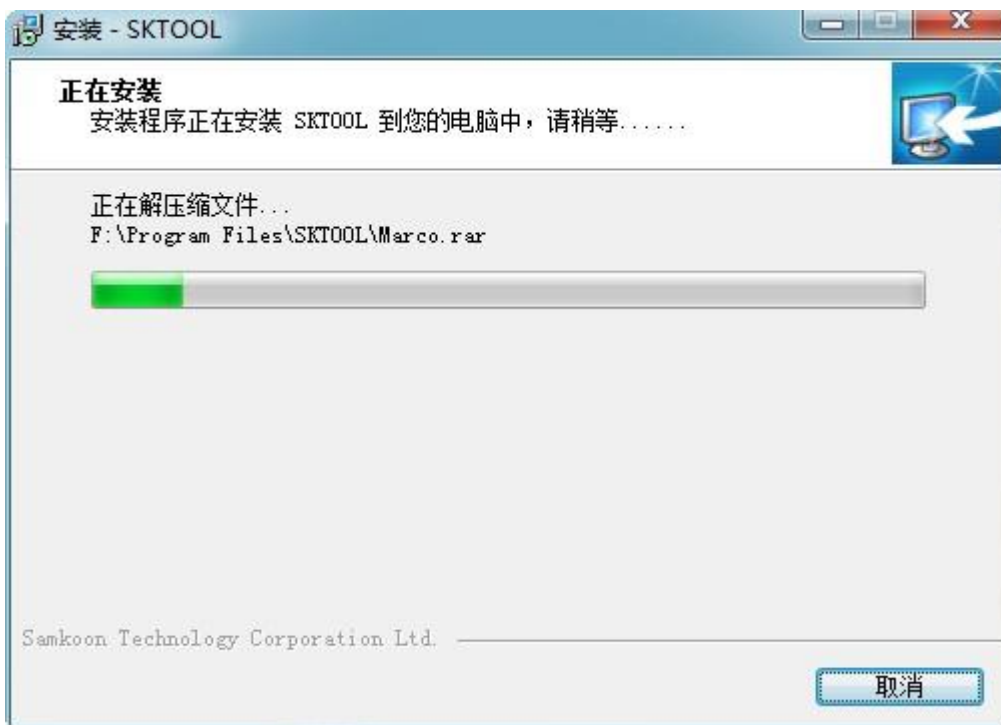 安装 - SKTOOL
正在安装
安装程序正在安装 SKTOOL 到您的电脑中，请稍等......
正在解压缩文件...
F:\Program Files\SKTOOL\Marco.rar
Samkoon Technology Corporation Ltd.
取消